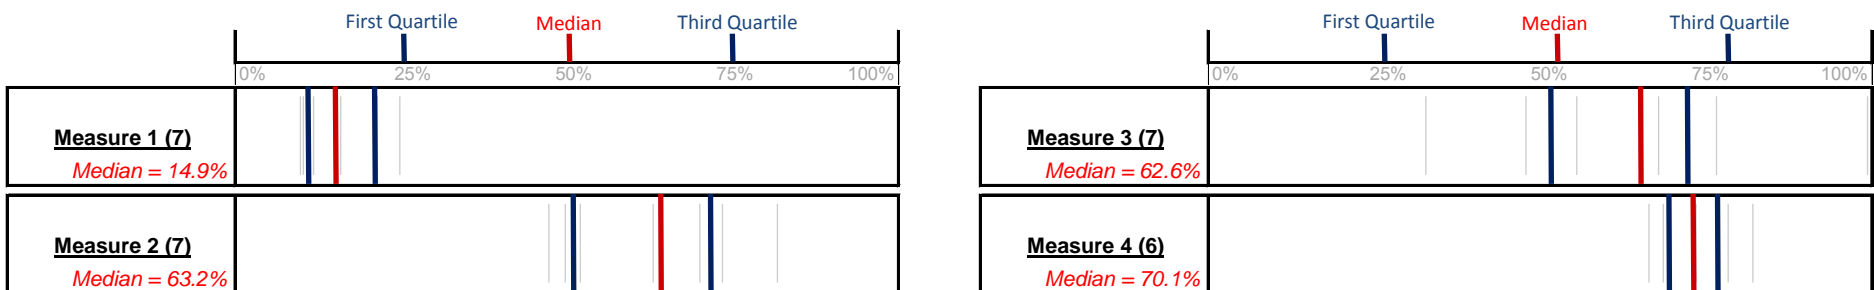 First Quartile Median Third Quartile
0% 25% 50% 75% 100%
Measure 1 (7)
Median = 14.9%
Measure 2 (7)
Median = 63.2%
First Quartile Median Third Quartile
0% 25% 50% 75% 100%
Measure 3 (7)
Median = 62.6%
Measure 4 (6)
Median = 70.1%